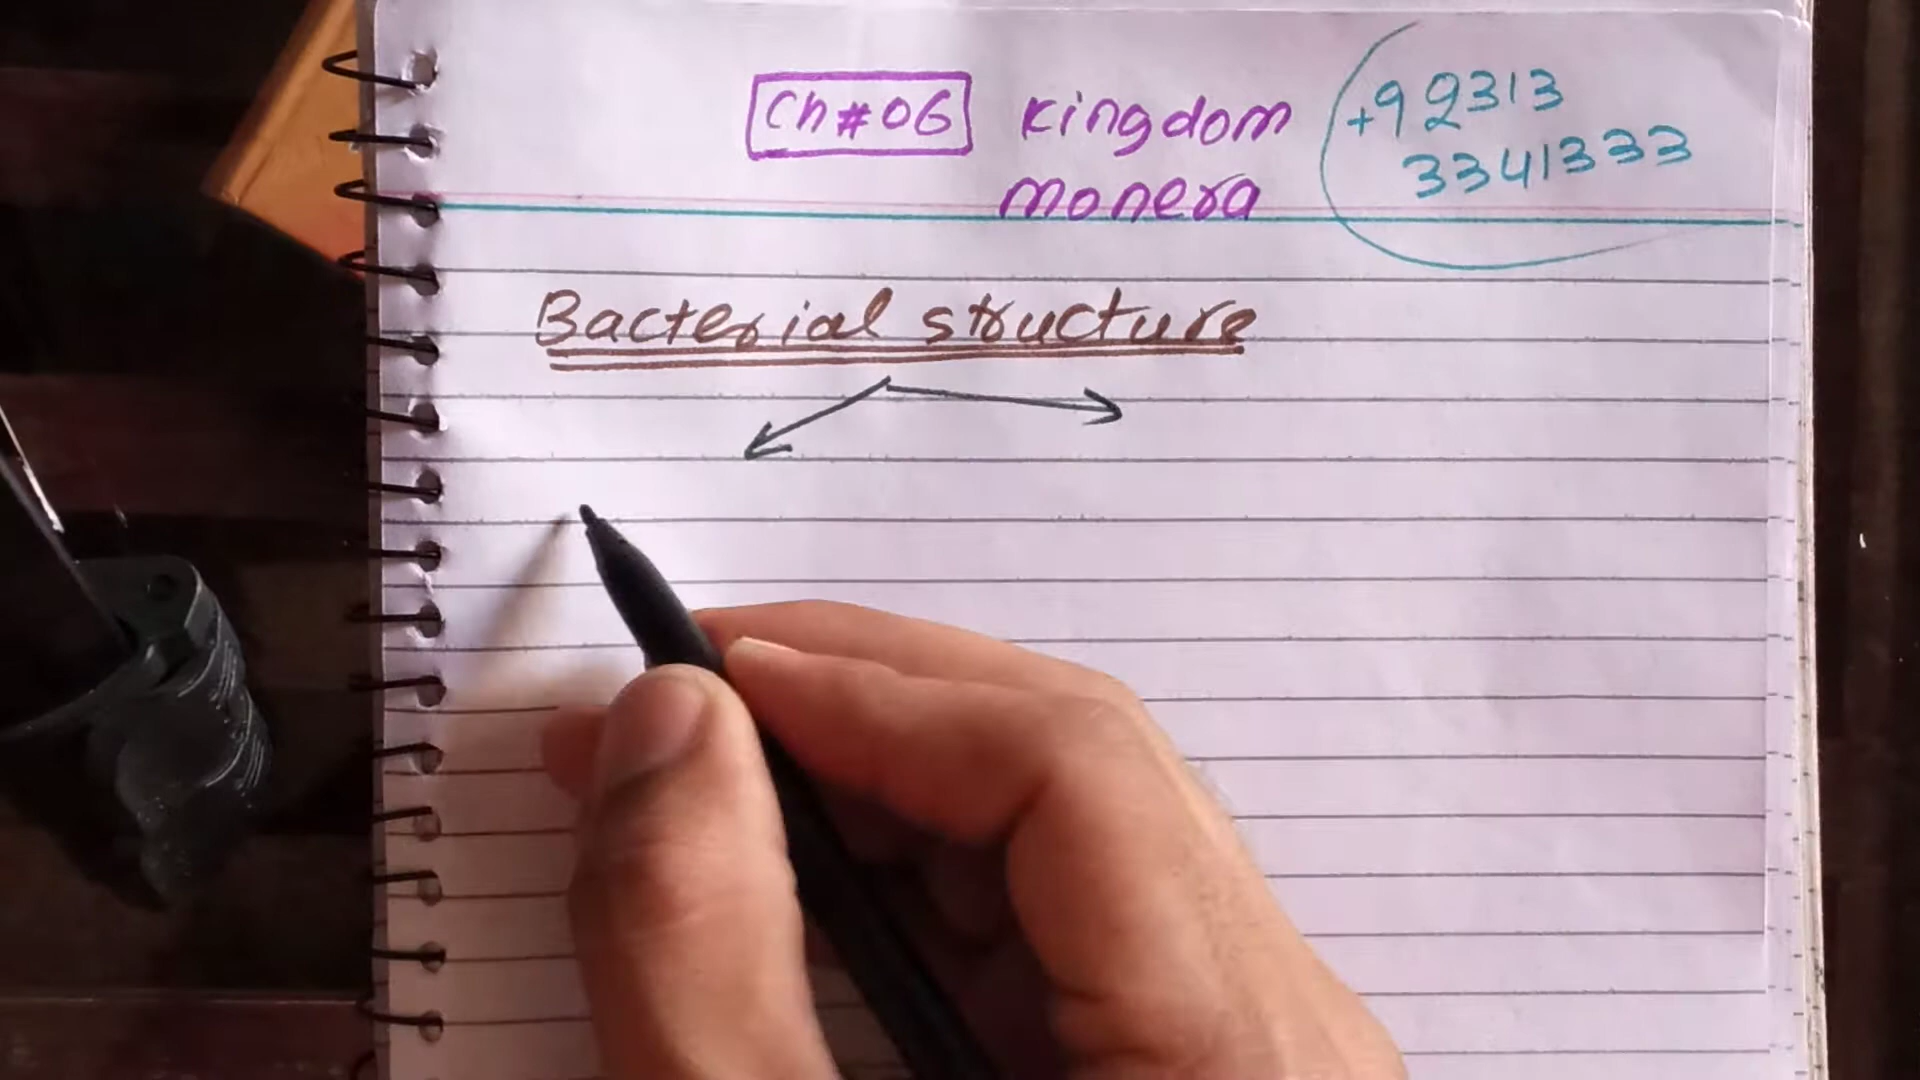 Ch # 06 Kingdom
monera
+92313
3341333
Bacterial structure